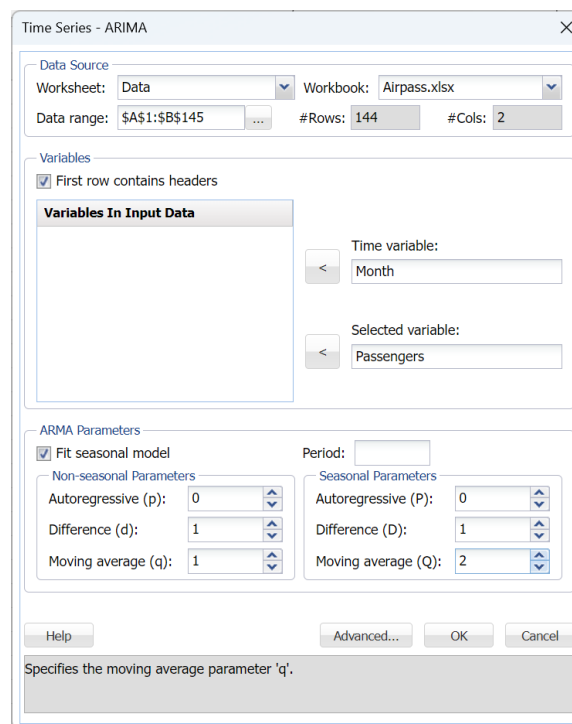 Time Series - ARIMA
Data Source
Worksheet: Data Workbook: Airpass.xlsx
Data range: $A$1:$B$145 ... #Rows: 144 #Cols: 2
Variables
First row contains headers
Variables In Input Data
Time variable:
< Month
Selected variable:
< Passengers
ARMA Parameters
Fit seasonal model Period:
Non-seasonal Parameters Seasonal Parameters
Autoregressive (p): 0 Autoregressive (P): 0
Difference (d): 1 Difference (D): 1
Moving average (q): 1 Moving average (Q): 2
Help Advanced... OK Cancel
Specifies the moving average parameter 'q'.